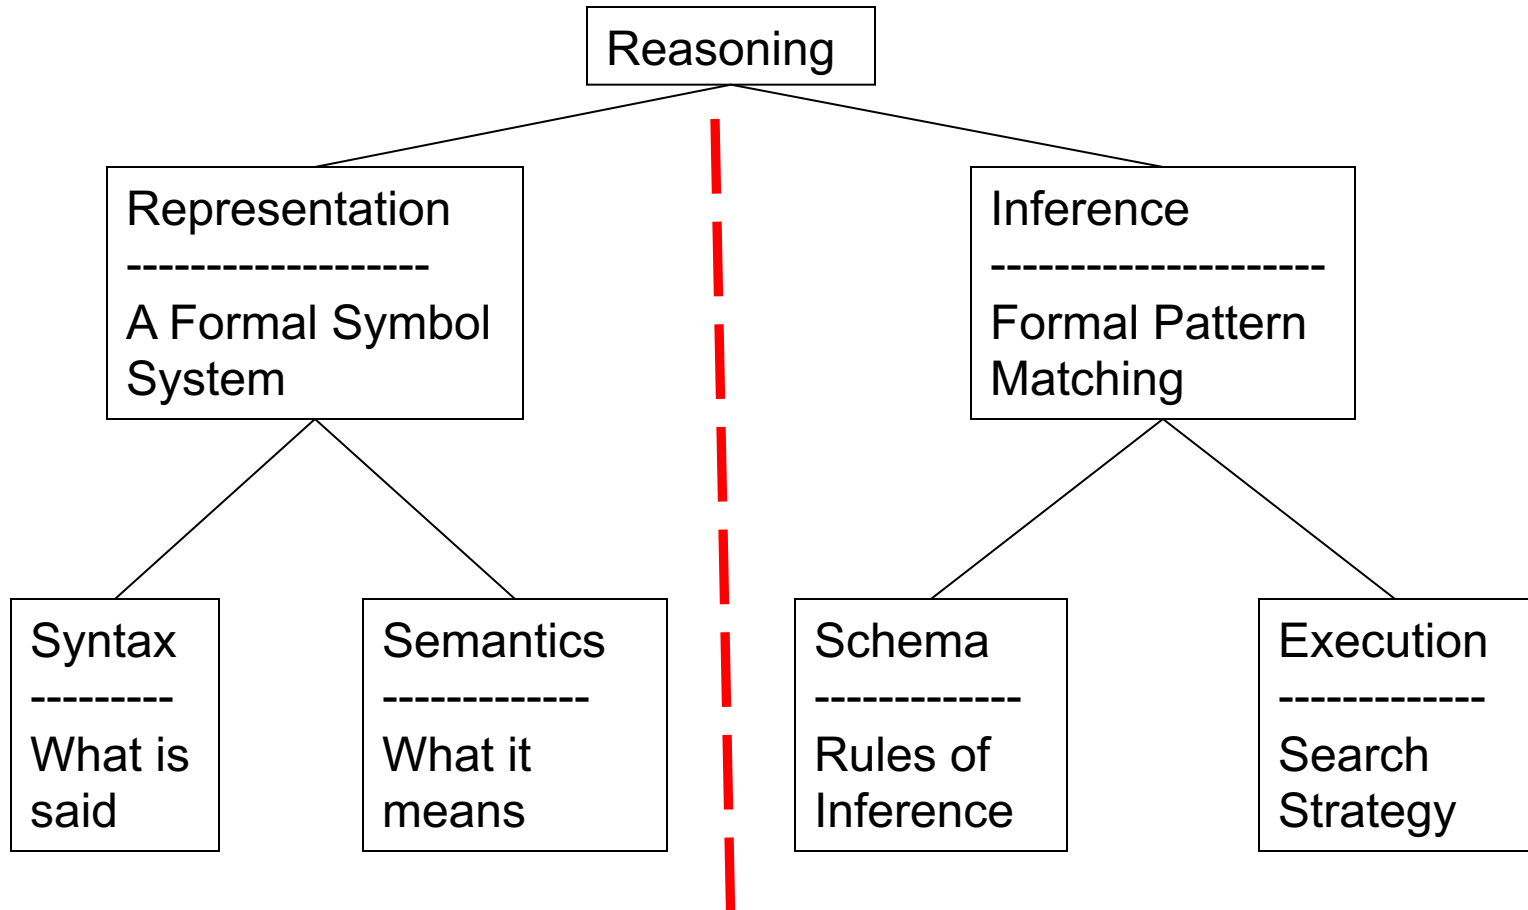 Reasoning
Representation
-------------------
A Formal Symbol
System
Inference
---------------------
Formal Pattern
Matching
Syntax
---------
What is
said
Semantics
-------------
What it
means
Schema
-------------
Rules of
Inference
Execution
-------------
Search
Strategy